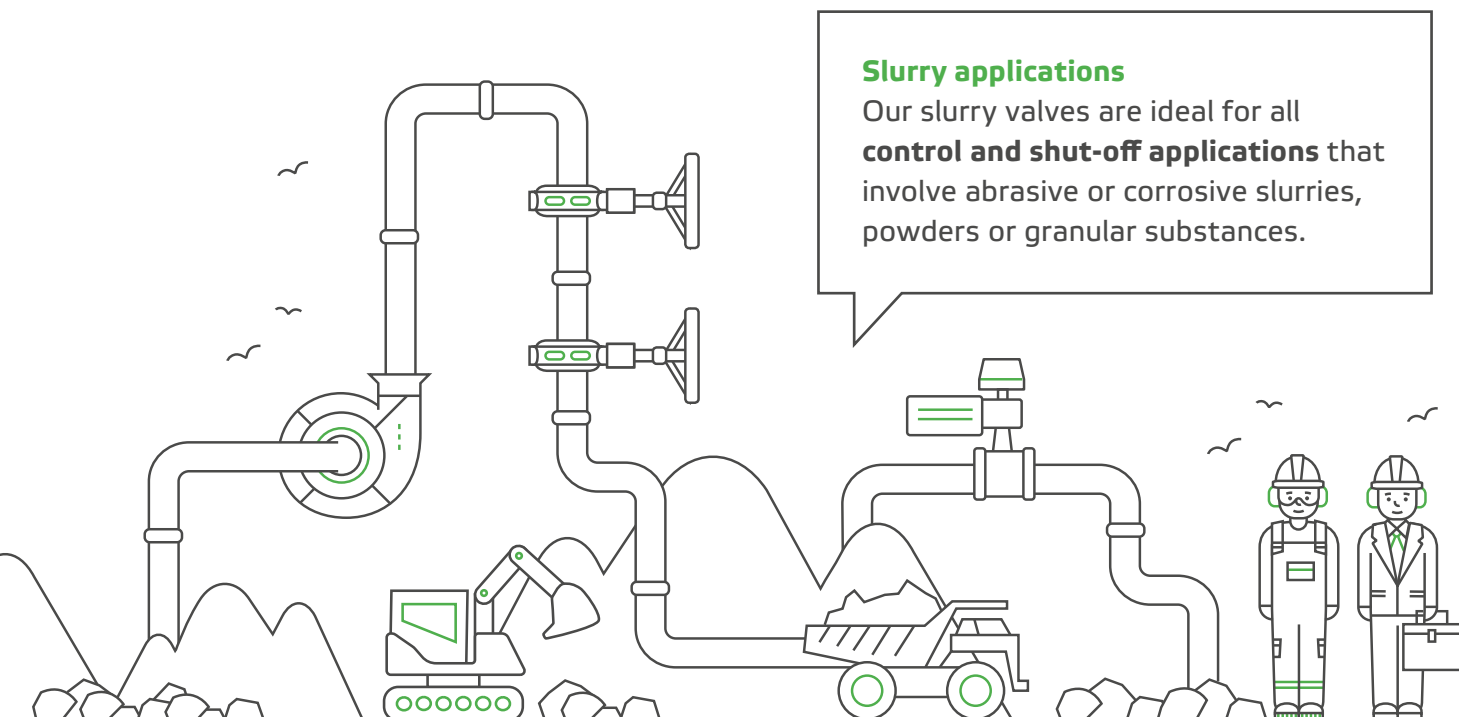 Slurry applications
Our slurry valves are ideal for all
control and shut-off applications that
involve abrasive or corrosive slurries,
powders or granular substances.